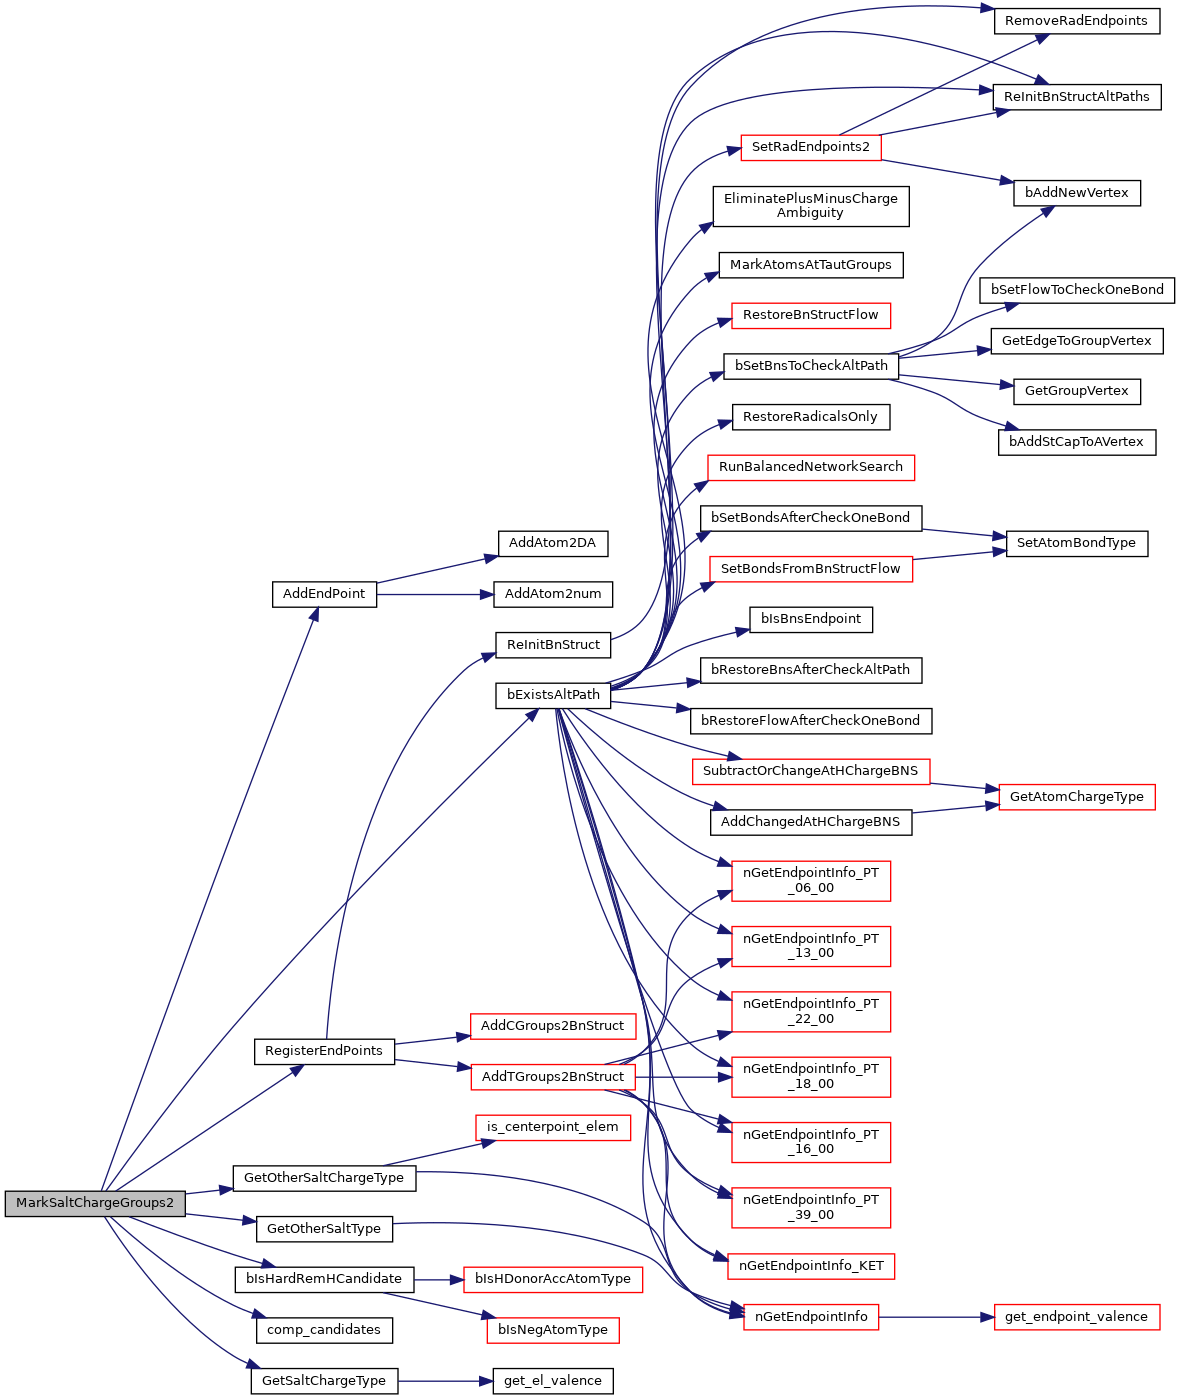 RemoveRadEndpoints
ReInitBnStructAltPaths
SetRadEndpoints2
bAddNewVertex
EliminatePlusMinusCharge
Ambiguity
MarkAtomsAtTautGroups
bSetFlowToCheckOneBond
RestoreBnStructFlow
GetEdgeToGroupVertex
bSetBnsToCheckAltPath
GetGroupVertex
RestoreRadicalsOnly
bAddStCapToAVertex
RunBalancedNetworkSearch
bSetBondsAfterCheckOneBond
AddAtom2DA
SetAtomBondType
SetBondsFromBnStructFlow
AddEndPoint
AddAtom2num
bIsBnsEndpoint
ReInitBnStruct
bRestoreBnsAfterCheckAltPath
bExistsAltPath
bRestoreFlowAfterCheckOneBond
SubtractOrChangeAtHChargeBNS
GetAtomChargeType
AddChangedAtHChargeBNS
nGetEndpointInfo_PT
_06_00
nGetEndpointInfo_PT
_13_00
nGetEndpointInfo_PT
_22_00
AddCGroups2BnStruct
RegisterEndPoints
AddTGroups2BnStruct
nGetEndpointInfo_PT
_18_00
is_centerpoint_elem
nGetEndpointInfo_PT
_16_00
GetOtherSaltChargeType
MarkSaltChargeGroups2
nGetEndpointInfo_PT
_39_00
GetOtherSaltType
nGetEndpointInfo_KET
bIsHardRemHCandidate
bIsHDonorAccAtomType
nGetEndpointInfo
get_endpoint_valence
comp_candidates
bIsNegAtomType
GetSaltChargeType
get_el_valence